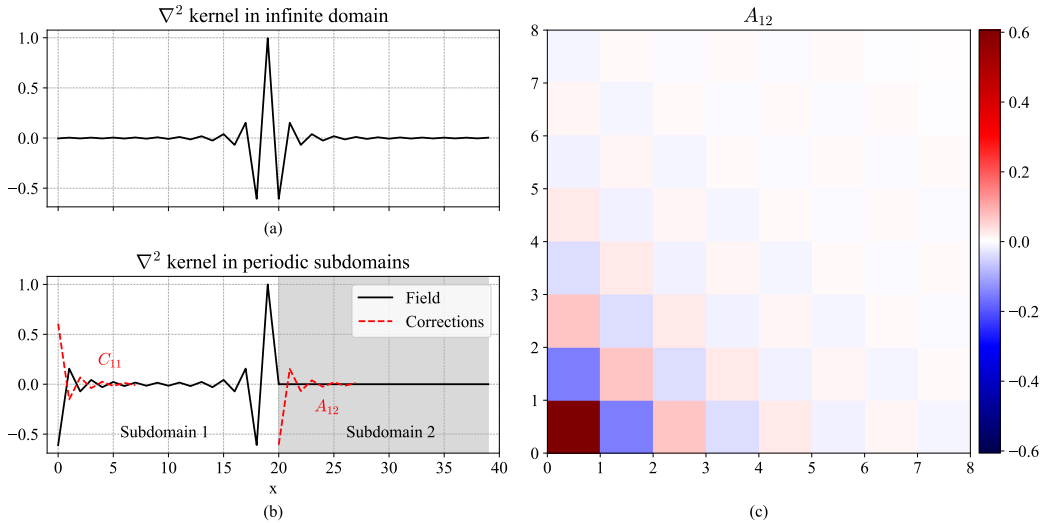 ∇² kernel in infinite domain
1.0
0.5
0.0
−0.5
(a)
∇² kernel in periodic subdomains
1.0
0.5
0.0
−0.5
Field
Corrections
C₁₁
A₁₂
Subdomain 1
Subdomain 2
0 5 10 15 20 25 30 35 40
x
(b)
A₁₂
8
7
6
5
4
3
2
1
0
0 1 2 3 4 5 6 7 8
(c)
0.6
0.4
0.2
0.0
−0.2
−0.4
−0.6